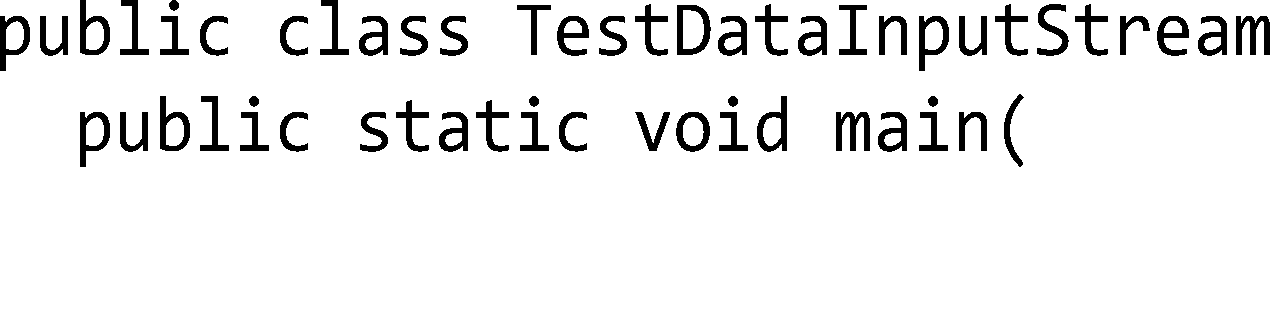 public class TestDataInputStream
public static void main(